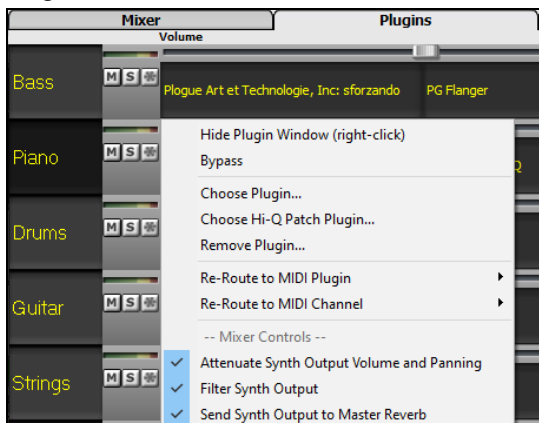 Mixer Plugins
Volume
Bass M S Plogue Art et Technologie, Inc: sforzando PG Flanger
Hide Plugin Window (right-click)
Piano M S Bypass Q
Choose Plugin...
Choose Hi-Q Patch Plugin...
Drums M S Remove Plugin...
Re-Route to MIDI Plugin
Guitar M S Re-Route to MIDI Channel
-- Mixer Controls --
Attenuate Synth Output Volume and Panning
Strings M S Filter Synth Output
Send Synth Output to Master Reverb